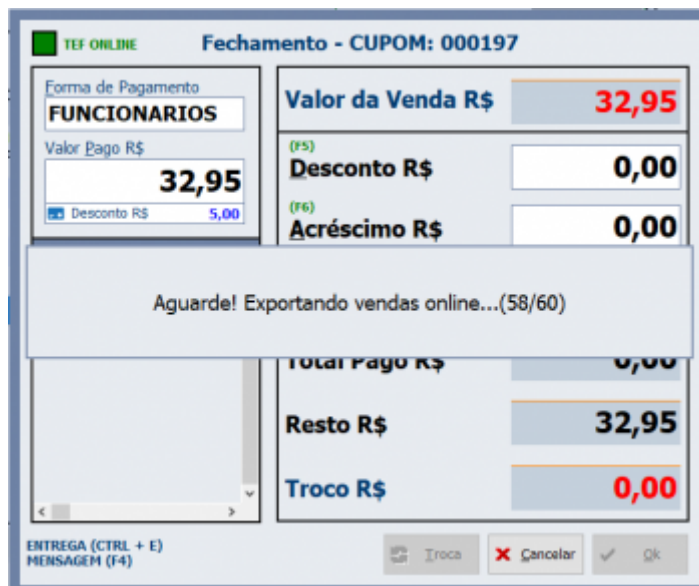 TEF ONLINE
Fechamento - CUPOM: 000197
Forma de Pagamento
FUNCIONARIOS
Valor Pago R$
32,95
Desconto R$ 5,00
Valor da Venda R$ 32,95
(F5)
Desconto R$ 0,00
(F6)
Acréscimo R$ 0,00
Aguarde! Exportando vendas online...(58/60)
Total Pago R$ 0,00
Resto R$ 32,95
Troco R$ 0,00
ENTREGA (CTRL + E)
MENSAGEM (F4)
Troca Cancelar Ok